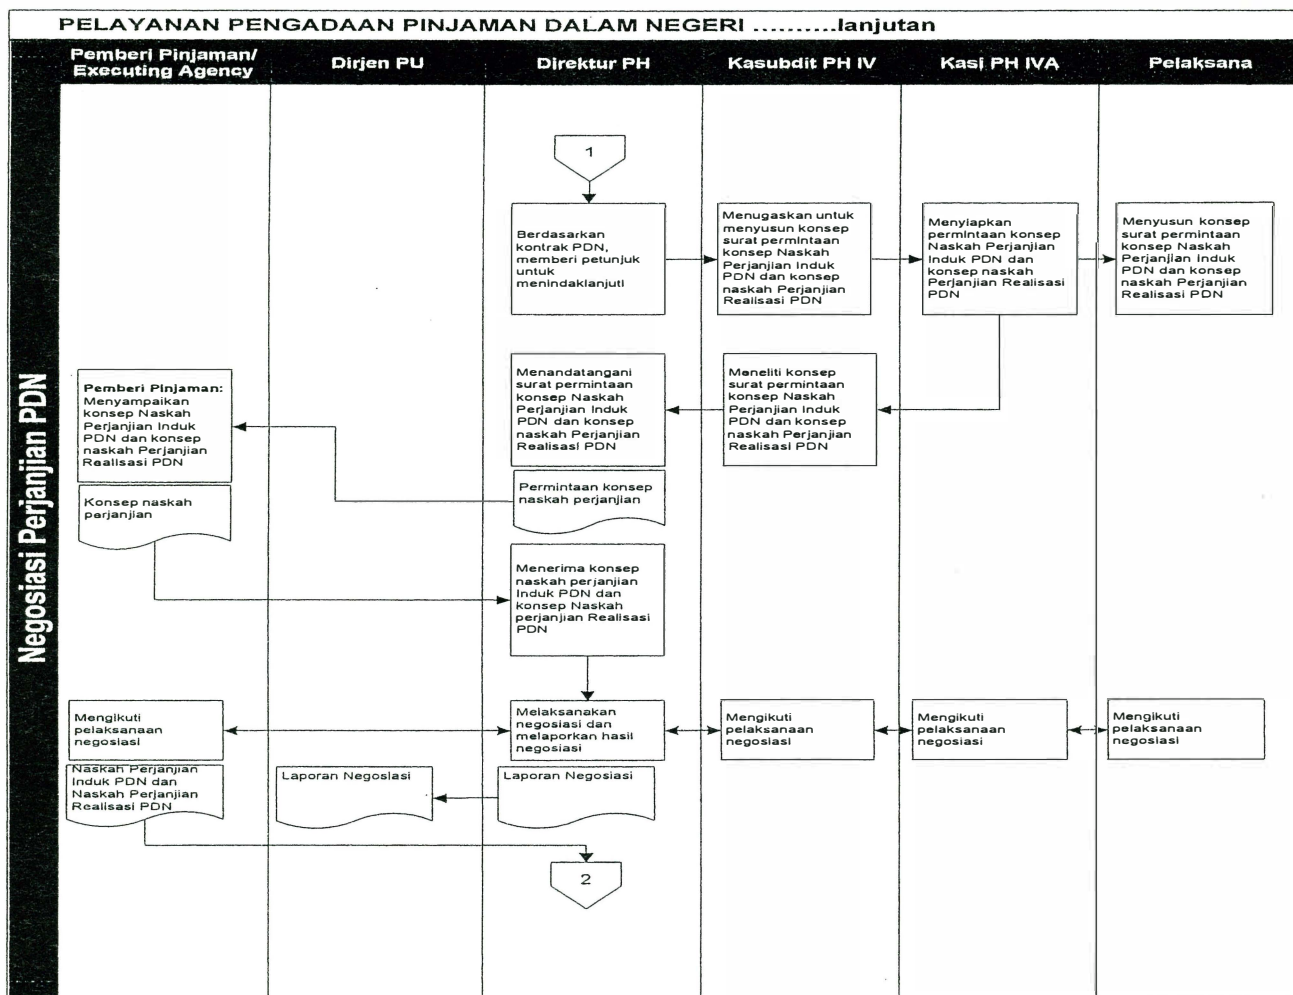 PELAYANAN PENGADAAN PINJAMAN DALAM NEGERI ..........lanjutan
Pemberi Pinjaman/
Executing Agency
Dirjen PU
Direktur PH
Kasubdit PH IV
Kasi PH IVA
Pelaksana
Negosiasi Perjanjian PDN
1
Berdasarkan
kontrak PDN,
memberi petunjuk
untuk
menindaklanjuti
Menugaskan untuk
menyusun konsep
surat permintaan
konsep Naskah
Perjanjian Induk
PDN dan konsep
naskah Perjanjian
Realisasi PDN
Menyiapkan
permintaan konsep
Naskah Perjanjian
Induk PDN dan
konsep naskah
Perjanjian Realisasi
PDN
Menyusun konsep
surat permintaan
konsep Naskah
Perjanjian Induk
PDN dan konsep
naskah Perjanjian
Realisasi PDN
Pemberi Pinjaman:
Menyampaikan
konsep Naskah
Perjanjian Induk
PDN dan konsep
naskah Perjanjian
Realisasi PDN
Menandatangani
surat permintaan
konsep Naskah
Perjanjian Induk
PDN dan konsep
naskah Perjanjian
Realisasi PDN
Meneliti konsep
surat permintaan
konsep Naskah
Perjanjian Induk
PDN dan konsep
naskah Perjanjian
Realisasi PDN
Konsep naskah
perjanjian
Permintaan konsep
naskah perjanjian
Menerima konsep
naskah perjanjian
Induk PDN dan
konsep Naskah
perjanjian Realisasi
PDN
Mengikuti
pelaksanaan
negosiasi
Melaksanakan
negosiasi dan
melaporkan hasil
negosiasi
Mengikuti
pelaksanaan
negosiasi
Mengikuti
pelaksanaan
negosiasi
Mengikuti
pelaksanaan
negosiasi
Naskah Perjanjian
Induk PDN dan
Naskah Perjanjian
Realisasi PDN
Laporan Negosiasi
Laporan Negosiasi
2